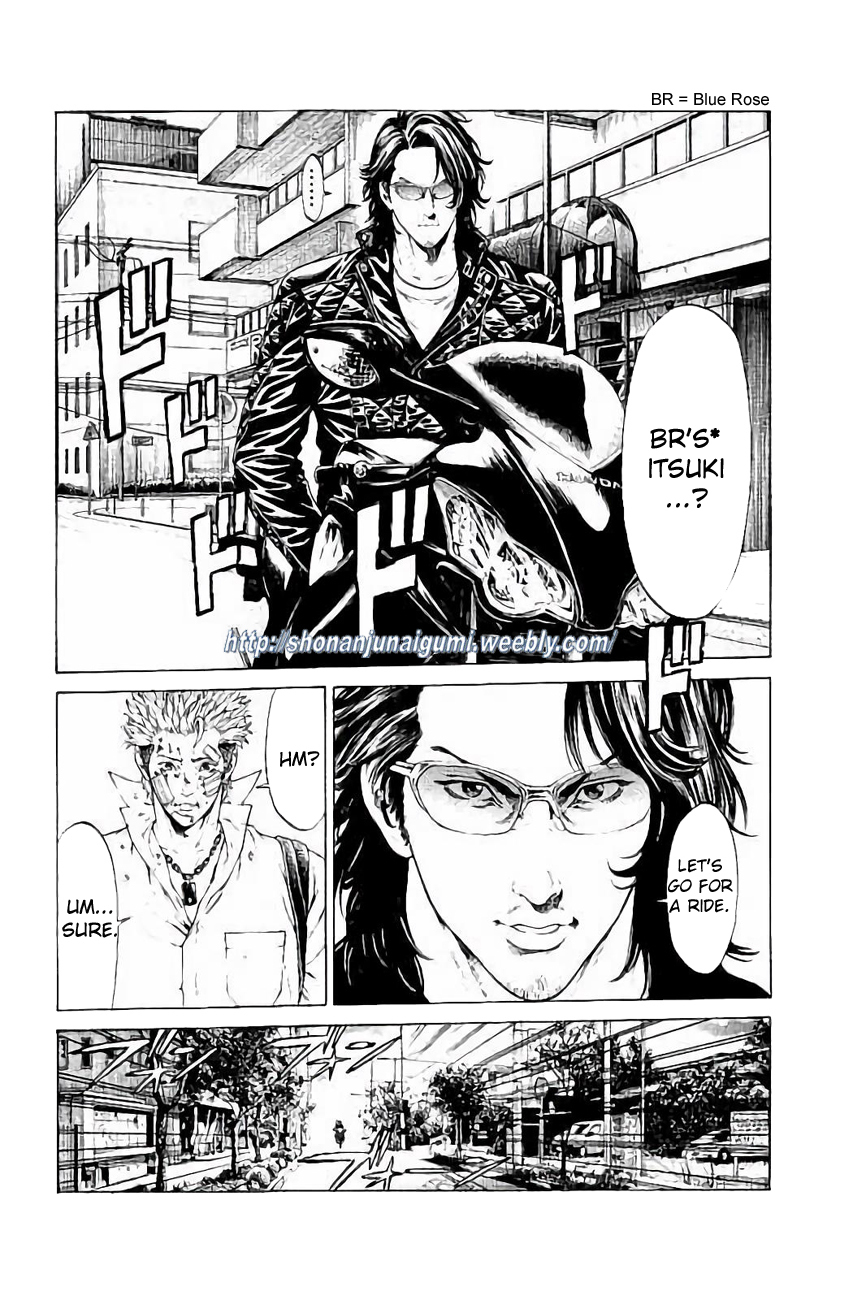 BR = Blue Rose
......
BR'S*
ITSUKI
...?
ド
ド
ド
ド
ド
ド
ド
http://shonanjunaigumi.weebly.com/
LET'S
GO FOR
A RIDE.
HM?
UM...
SURE.